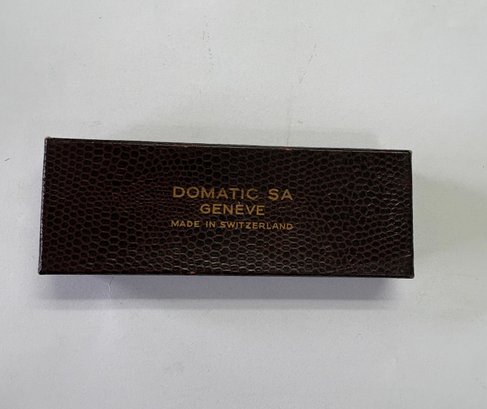 DOMATIC SA
GENÈVE
MADE IN SWITZERLAND